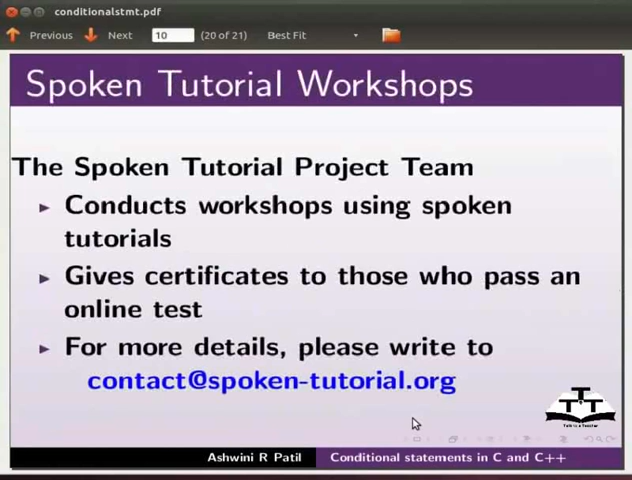 conditionalstmt.pdf
Previous Next 10 (20 of 21) Best Fit
Spoken Tutorial Workshops
The Spoken Tutorial Project Team
Conducts workshops using spoken
tutorials
Gives certificates to those who pass an
online test
For more details, please write to
contact@spoken-tutorial.org
Ashwini R Patil Conditional statements in C and C++